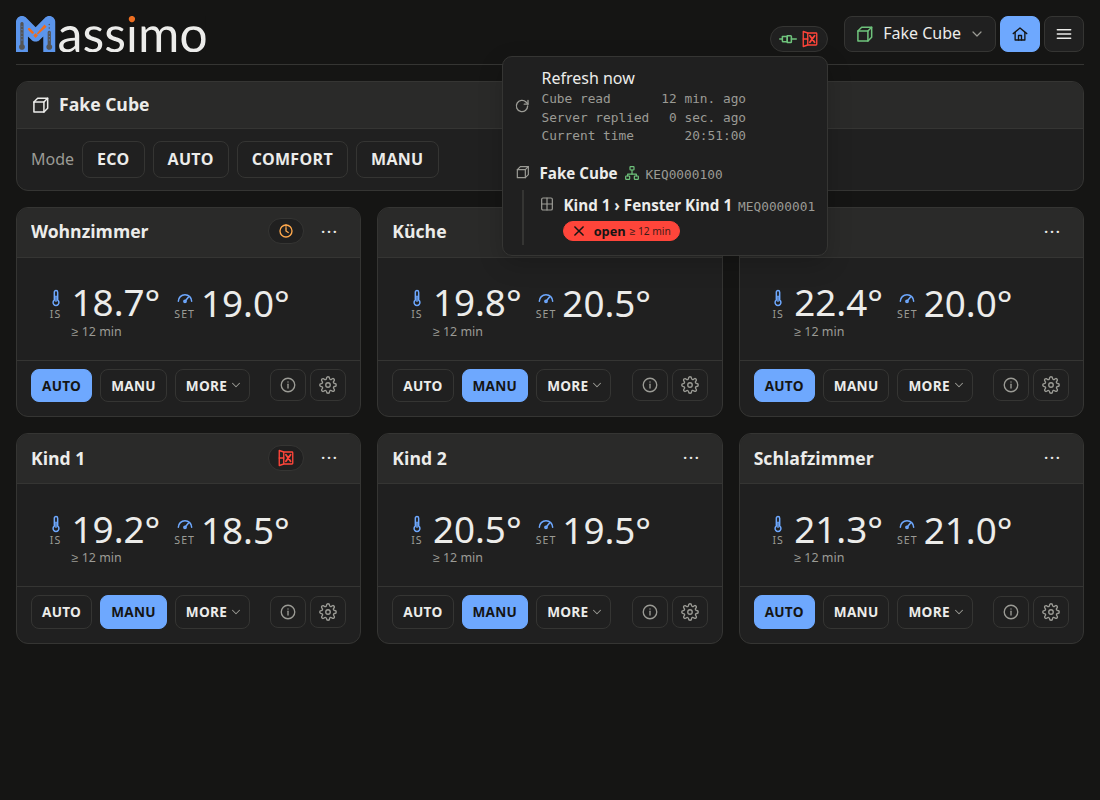 Massimo
Fake Cube
Refresh now
Cube read 12 min. ago
Server replied 0 sec. ago
Current time 20:51:00
Fake Cube KEQ0000100
Kind 1 › Fenster Kind 1 MEQ0000001
open ≥ 12 min
Fake Cube
Mode ECO AUTO COMFORT MANU
Wohnzimmer
IS 18.7° SET 19.0°
≥ 12 min
AUTO MANU MORE
Küche
IS 19.8° SET 20.5°
≥ 12 min
AUTO MANU MORE
IS 22.4° SET 20.0°
≥ 12 min
AUTO MANU MORE
Kind 1
IS 19.2° SET 18.5°
≥ 12 min
AUTO MANU MORE
Kind 2
IS 20.5° SET 19.5°
≥ 12 min
AUTO MANU MORE
Schlafzimmer
IS 21.3° SET 21.0°
≥ 12 min
AUTO MANU MORE